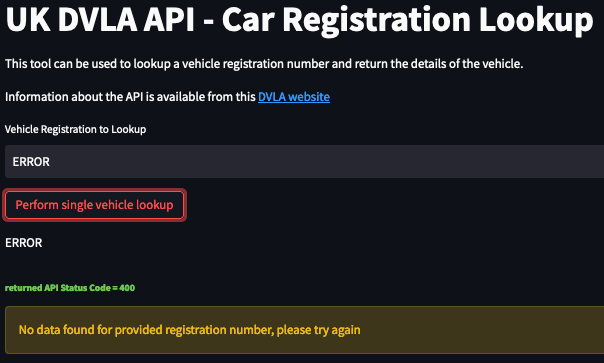 UK DVLA API - Car Registration Lookup
This tool can be used to lookup a vehicle registration number and return the details of the vehicle.
Information about the API is available from this DVLA website
Vehicle Registration to Lookup
ERROR
Perform single vehicle lookup
ERROR
returned API Status Code = 400
No data found for provided registration number, please try again